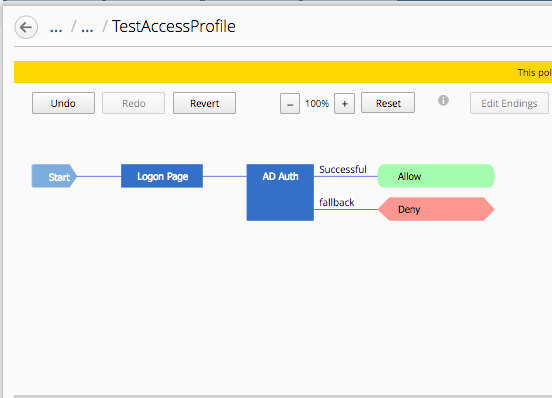 ... / ... / TestAccessProfile
This pol
Undo Redo Revert – 100% + Reset i Edit Endings
Start Logon Page AD Auth Successful Allow
fallback Deny